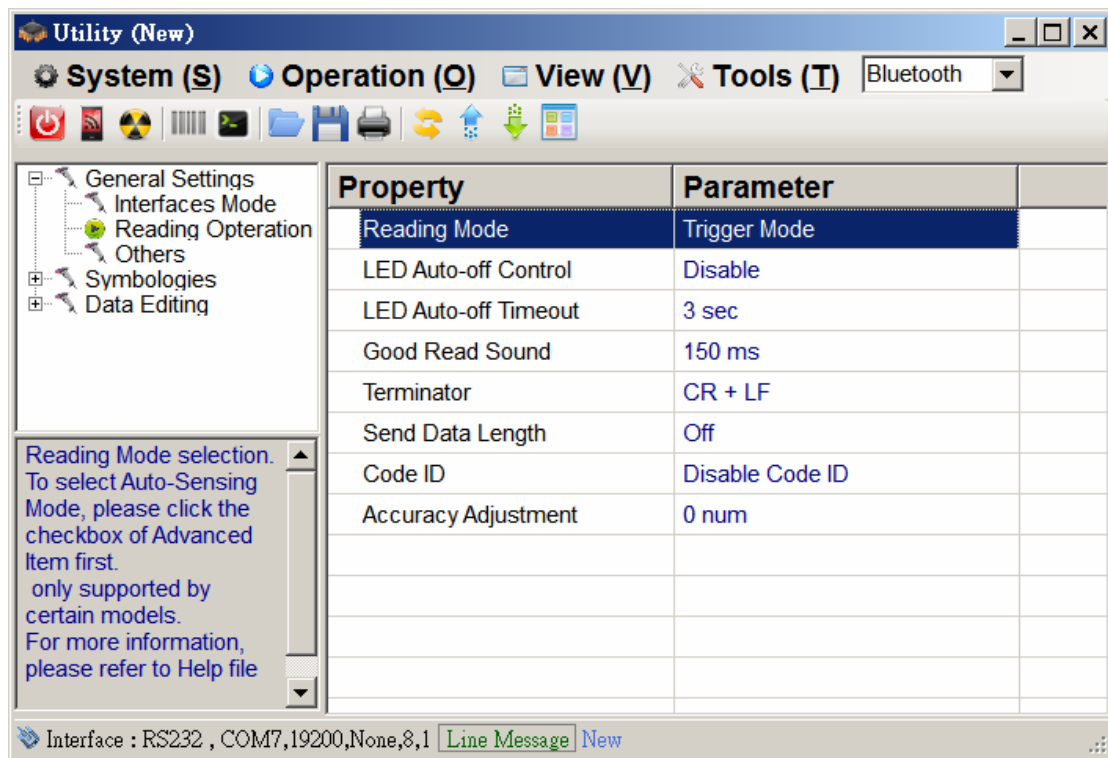 Utility (New)
System (S) Operation (O) View (V) Tools (T) Bluetooth
General Settings
Interfaces Mode
Reading Opteration
Others
Symbologies
Data Editing
Property Parameter
Reading Mode Trigger Mode
LED Auto-off Control Disable
LED Auto-off Timeout 3 sec
Good Read Sound 150 ms
Terminator CR + LF
Send Data Length Off
Code ID Disable Code ID
Accuracy Adjustment 0 num
Reading Mode selection.
To select Auto-Sensing
Mode, please click the
checkbox of Advanced
Item first.
only supported by
certain models.
For more information,
please refer to Help file
Interface : RS232 , COM7,19200,None,8,1 Line Message New